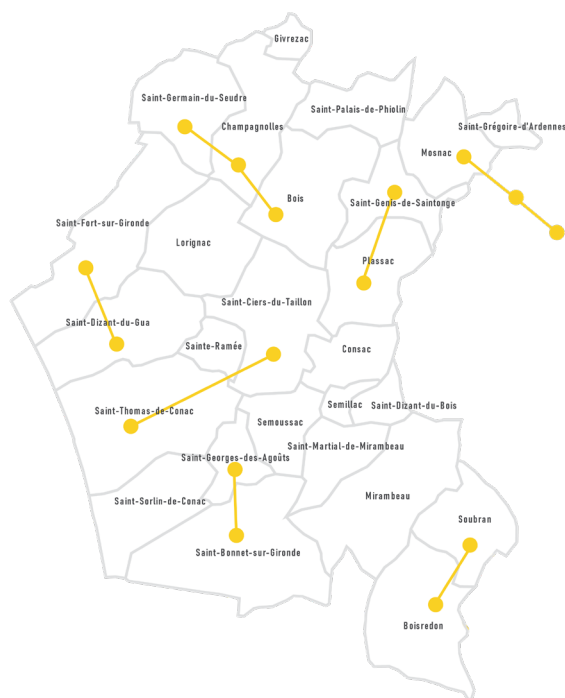 Givrezac
Saint-Germain-du-Seudre
Saint-Palais-de-Phiolin
Champagnolles
Saint-Grégoire-d'Ardennes
Mosnac
Bois
Saint-Genis-de-Saintonge
Saint-Fort-sur-Gironde
Lorignac
Plassac
Saint-Ciers-du-Taillon
Saint-Dizant-du-Gua
Sainte-Ramée
Consac
Saint-Thomas-de-Conac
Semillac
Saint-Dizant-du-Bois
Semoussac
Saint-Martial-de-Mirambeau
Saint-Georges-des-Agoûts
Saint-Sorlin-de-Conac
Mirambeau
Soubran
Saint-Bonnet-sur-Gironde
Boisredon